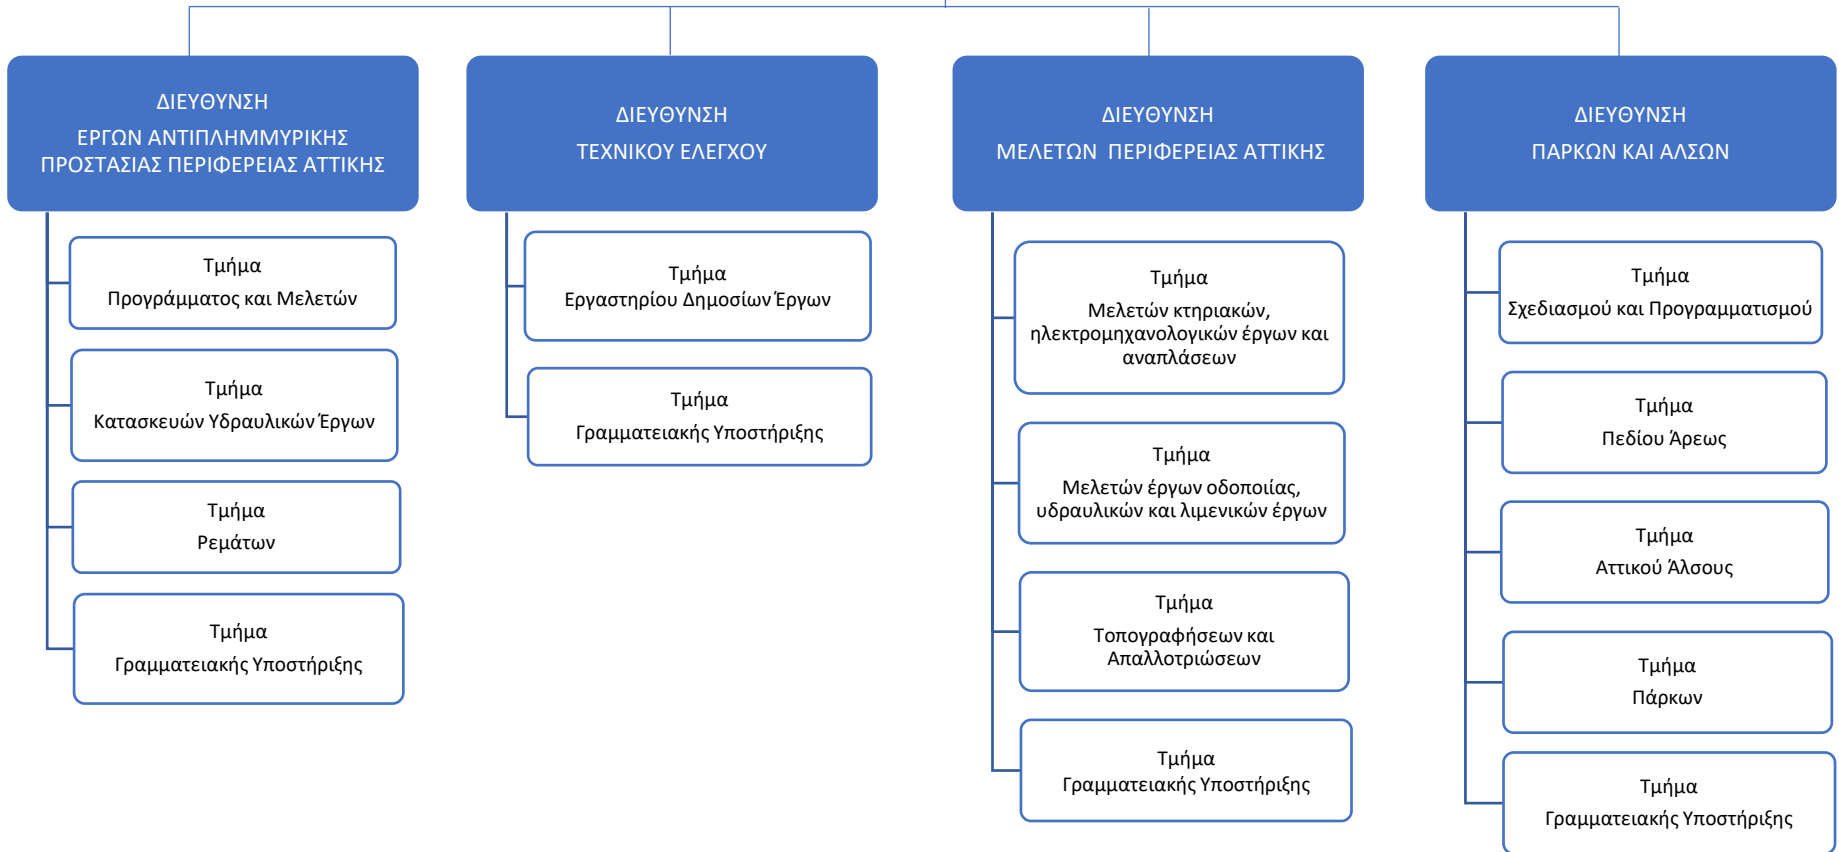 ΔΙΕΥΘΥΝΣΗ
ΕΡΓΩΝ ΑΝΤΙΠΛΗΜΜΥΡΙΚΗΣ
ΠΡΟΣΤΑΣΙΑΣ ΠΕΡΙΦΕΡΕΙΑΣ ΑΤΤΙΚΗΣ
Τμήμα
Προγράμματος και Μελετών
Τμήμα
Κατασκευών Υδραυλικών Έργων
Τμήμα
Ρεμάτων
Τμήμα
Γραμματειακής Υποστήριξης
ΔΙΕΥΘΥΝΣΗ
ΤΕΧΝΙΚΟΥ ΕΛΕΓΧΟΥ
Τμήμα
Εργαστηρίου Δημοσίων Έργων
Τμήμα
Γραμματειακής Υποστήριξης
ΔΙΕΥΘΥΝΣΗ
ΜΕΛΕΤΩΝ ΠΕΡΙΦΕΡΕΙΑΣ ΑΤΤΙΚΗΣ
Τμήμα
Μελετών κτηριακών,
ηλεκτρομηχανολογικών έργων και
αναπλάσεων
Τμήμα
Μελετών έργων οδοποιίας,
υδραυλικών και λιμενικών έργων
Τμήμα
Τοπογραφήσεων και
Απαλλοτριώσεων
Τμήμα
Γραμματειακής Υποστήριξης
ΔΙΕΥΘΥΝΣΗ
ΠΑΡΚΩΝ ΚΑΙ ΑΛΣΩΝ
Τμήμα
Σχεδιασμού και Προγραμματισμού
Τμήμα
Πεδίου Άρεως
Τμήμα
Αττικού Άλσους
Τμήμα
Πάρκων
Τμήμα
Γραμματειακής Υποστήριξης